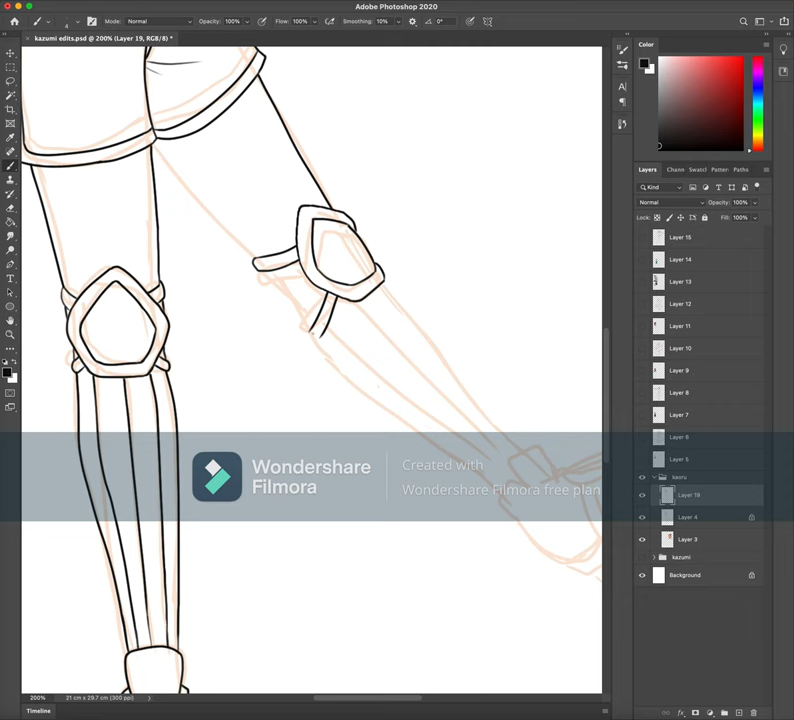 Adobe Photoshop 2020
Mode: Normal Opacity: 100% Flow: 100% Smoothing: 10% 0°
kazumi edits.psd @ 200% (Layer 19, RGB/8) *
Color
Layers Chann Swatcl Patter Paths
Kind
Normal Opacity: 100%
Lock: Fill: 100%
Layer 15
Layer 14
Layer 13
Layer 12
Layer 11
Layer 10
Layer 9
Layer 8
Layer 7
Layer 6
Layer 5
kaoru
Layer 19
Layer 4
Layer 3
kazumi
Background
Wondershare
Filmora
Created with
Wondershare Filmora free plan
200% 21 cm x 29.7 cm (300 ppi)
Timeline